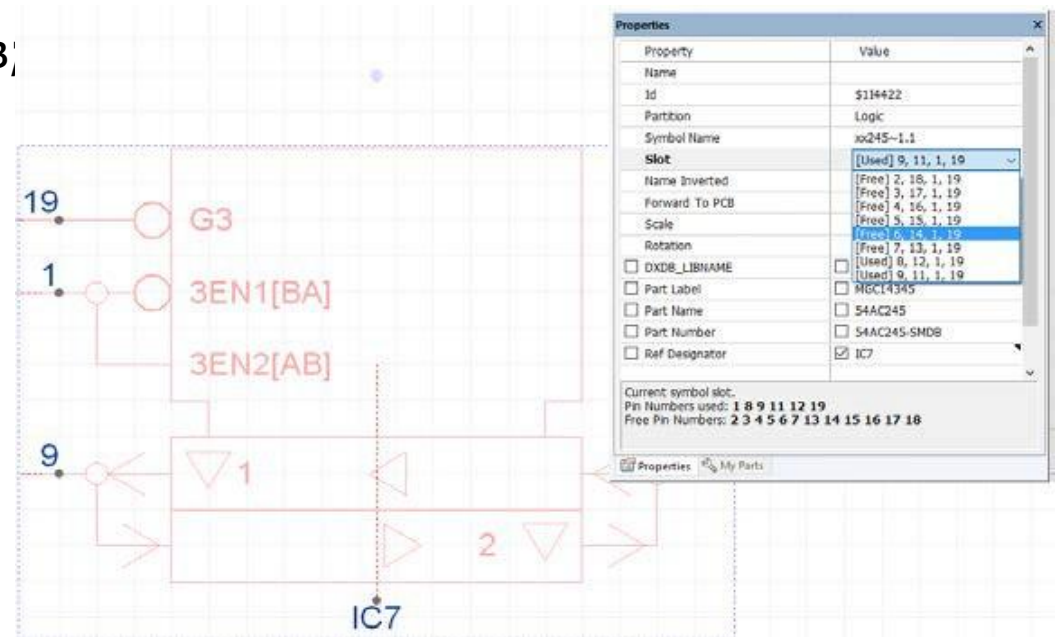 B)
Properties x
Property Value
Name
Id $1I4422
Partition Logic
Symbol Name xx245~1.1
Slot [Used] 9, 11, 1, 19
Name Inverted [Free] 2, 18, 1, 19
[Free] 3, 17, 1, 19
Forward To PCB [Free] 4, 16, 1, 19
[Free] 5, 15, 1, 19
Scale [Free] 6, 14, 1, 19
Rotation [Free] 7, 13, 1, 19
DXDB_LIBNAME [Used] 8, 12, 1, 19
[Used] 9, 11, 1, 19
Part Label MGC14345
Part Name 54AC245
Part Number 54AC245-SMDB
Ref Designator IC7
Current symbol slot.
Pin Numbers used: 1 8 9 11 12 19
Free Pin Numbers: 2 3 4 5 6 7 13 14 15 16 17 18
Properties My Parts
19 G3
1 3EN1[BA]
3EN2[AB]
9 1
2
IC7